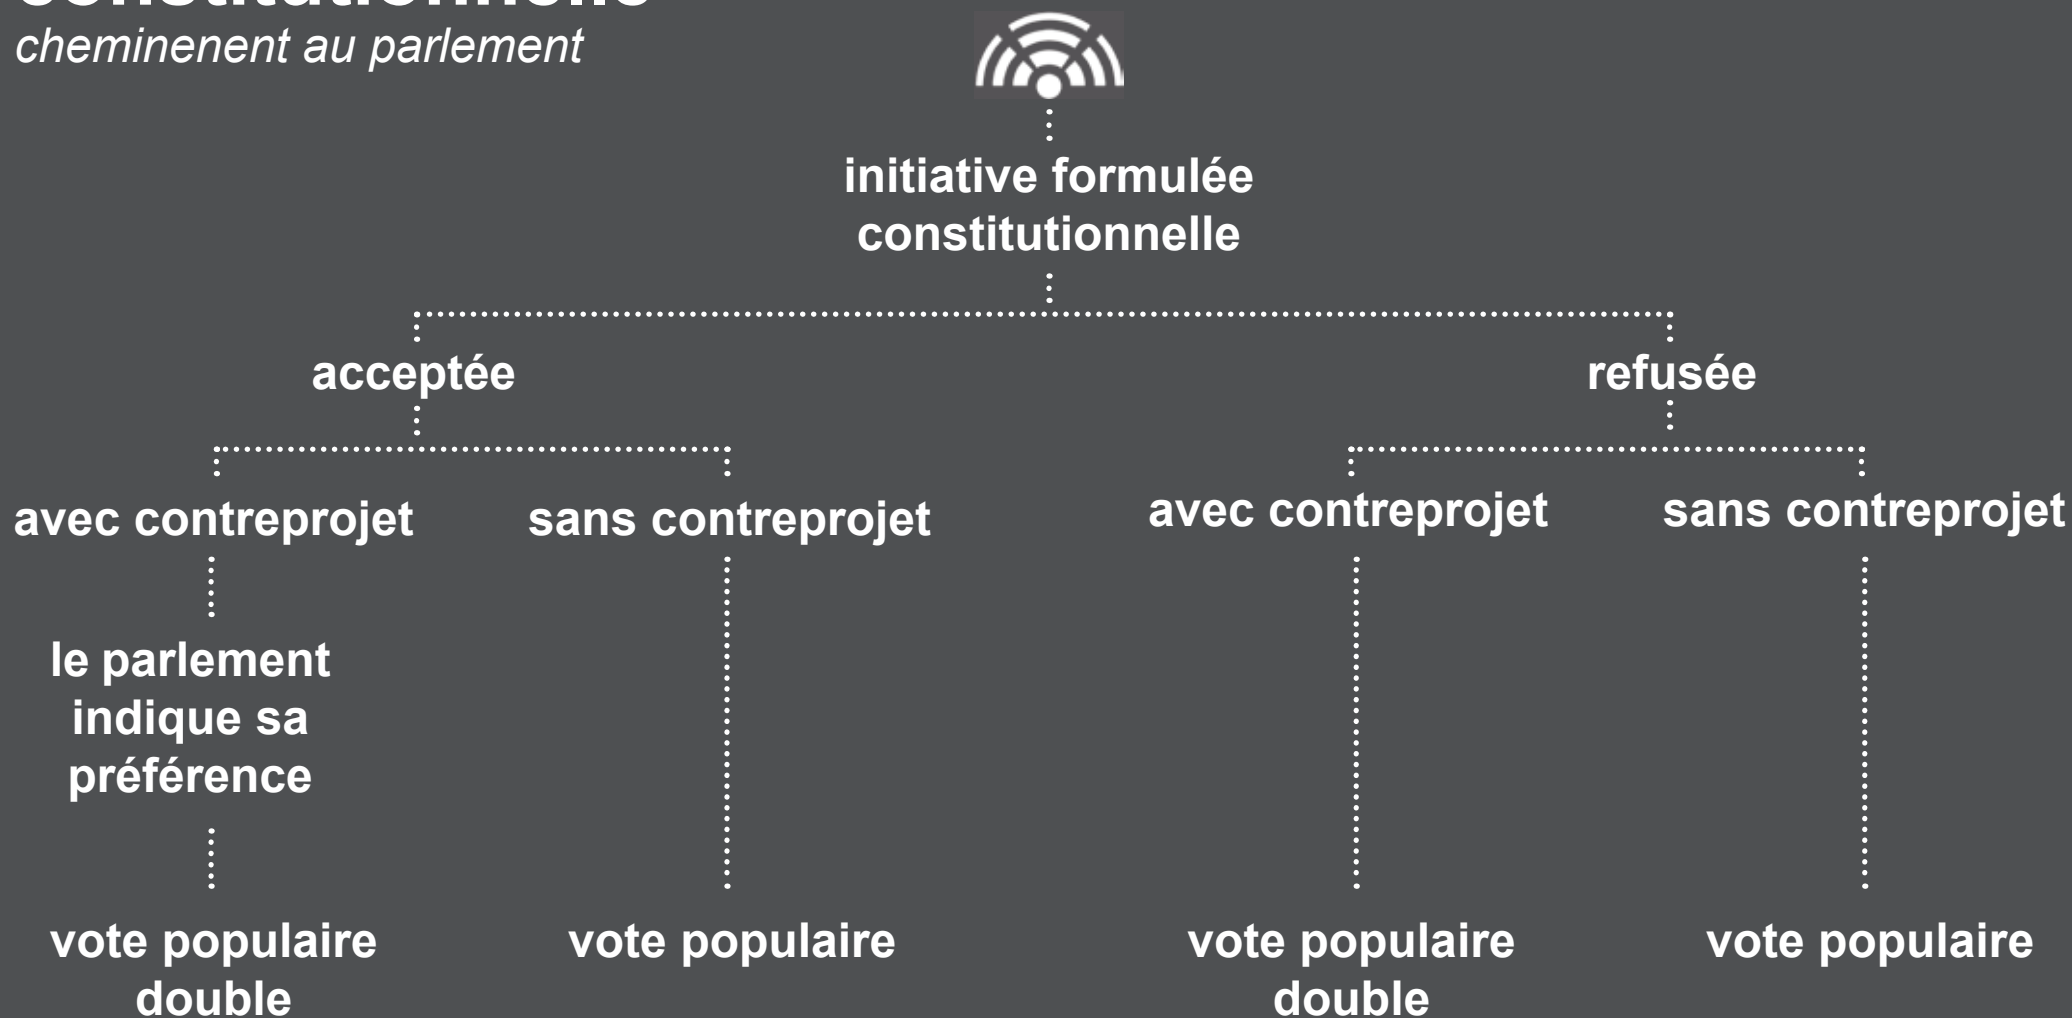 constitutionnelle
cheminenent au parlement
initiative formulée
constitutionnelle
acceptée
refusée
avec contreprojet
sans contreprojet
avec contreprojet
sans contreprojet
le parlement
indique sa
préférence
vote populaire
double
vote populaire
vote populaire
double
vote populaire